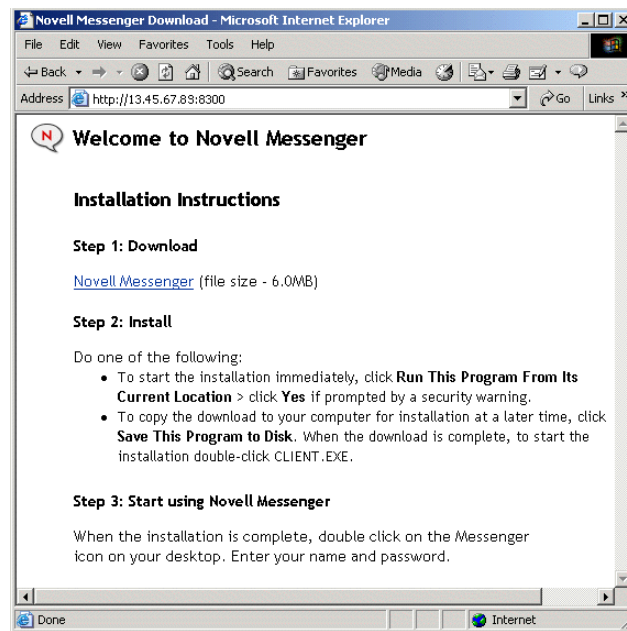 Novell Messenger Download - Microsoft Internet Explorer
File Edit View Favorites Tools Help
Back Search Favorites Media
Address http://13.45.67.89:8300 Go Links »
N Welcome to Novell Messenger
Installation Instructions
Step 1: Download
Novell Messenger (file size - 6.0MB)
Step 2: Install
Do one of the following:
• To start the installation immediately, click Run This Program From Its
Current Location > click Yes if prompted by a security warning.
• To copy the download to your computer for installation at a later time, click
Save This Program to Disk. When the download is complete, to start the
installation double-click CLIENT.EXE.
Step 3: Start using Novell Messenger
When the installation is complete, double click on the Messenger
icon on your desktop. Enter your name and password.
Done Internet